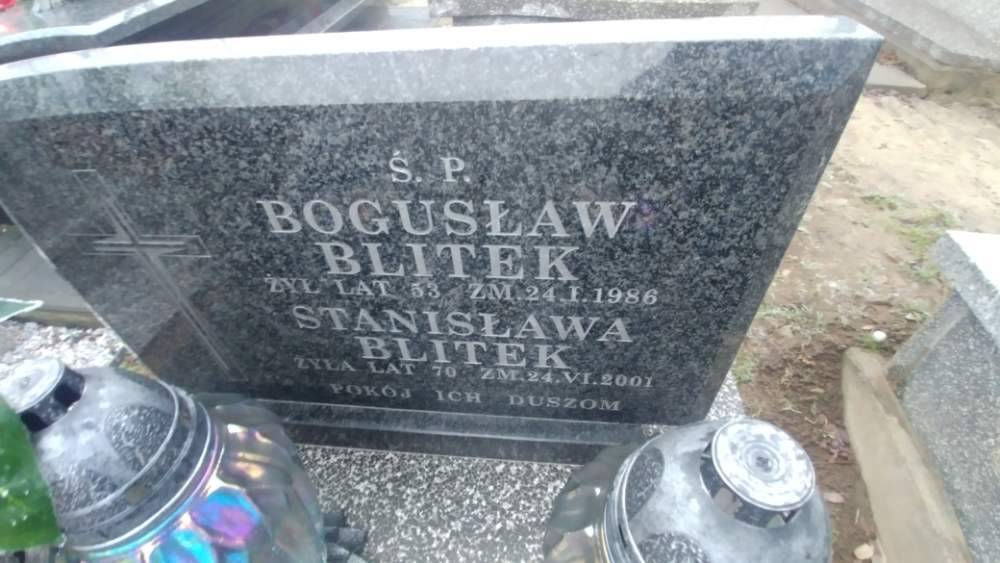 Ś. P.
BOGUSŁAW
BLITEK
ŻYŁ LAT 53 ZM. 24.I.1986
STANISŁAWA
BLITEK
ŻYŁA LAT 70 ZM. 24.VI.2001
POKÓJ ICH DUSZOM